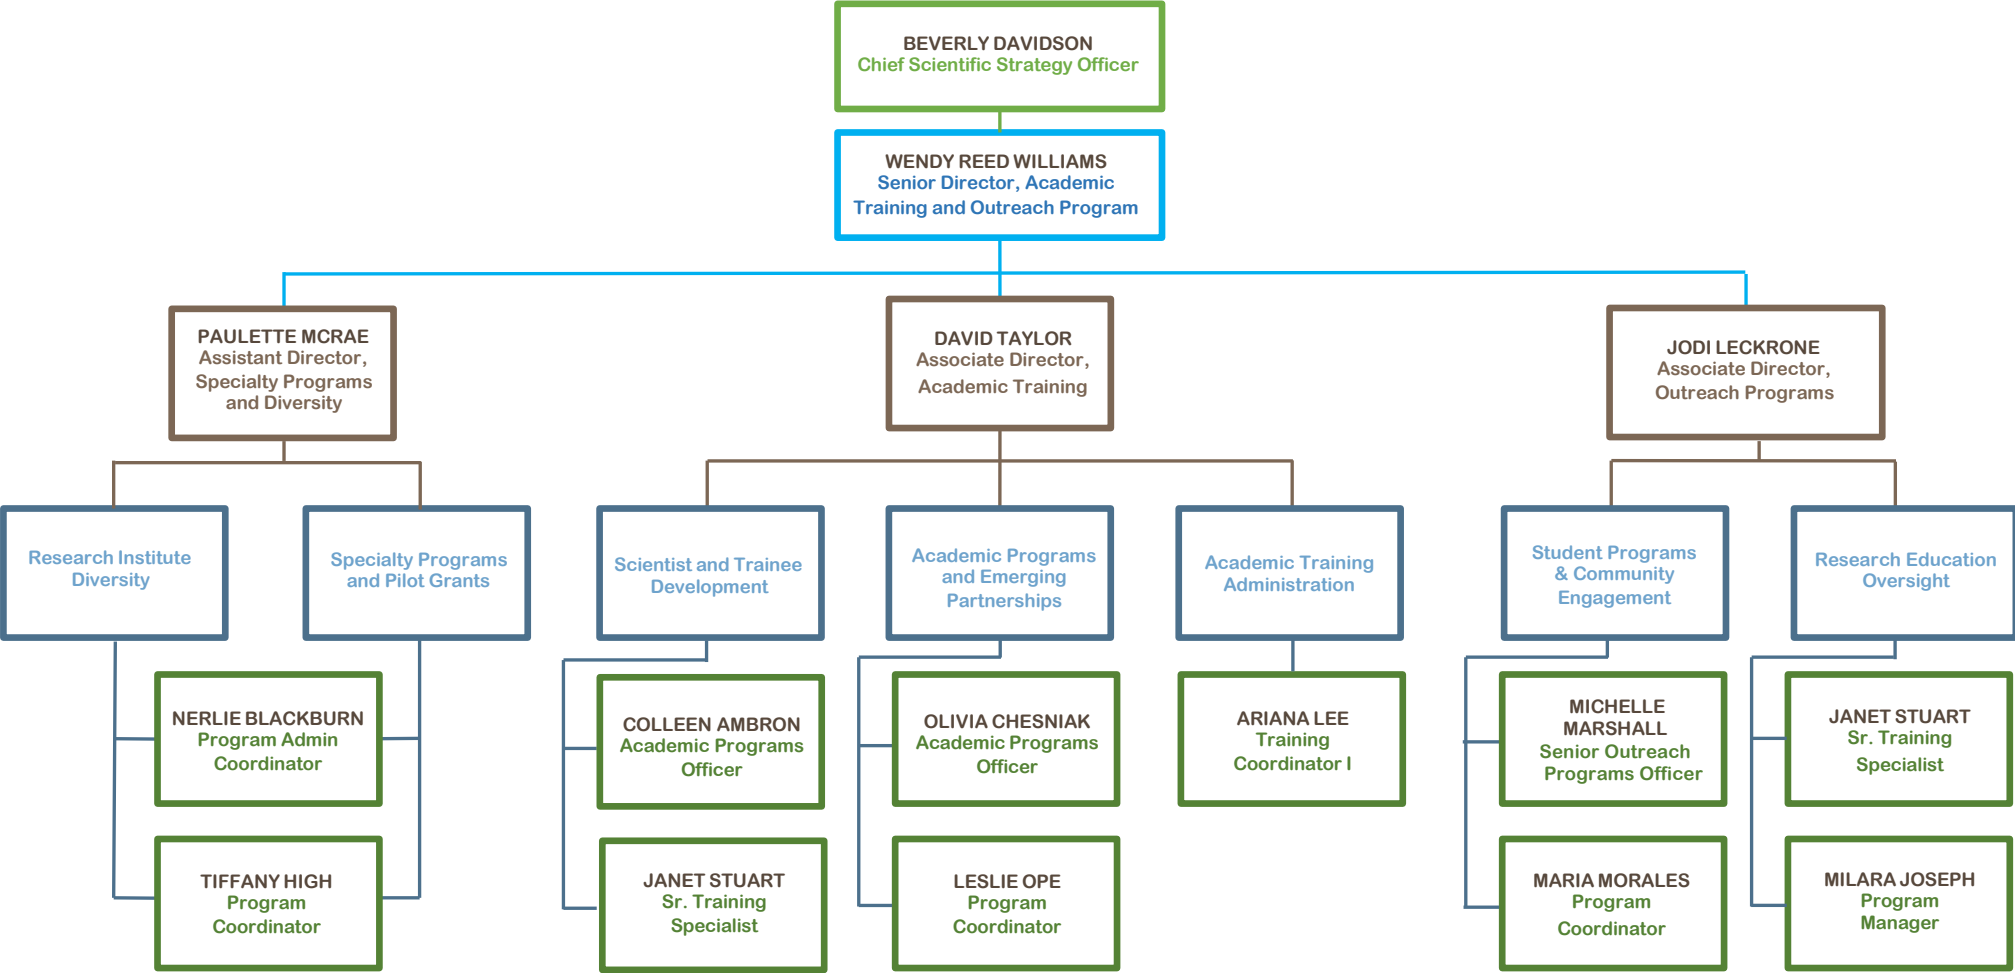 BEVERLY DAVIDSON
Chief Scientific Strategy Officer
WENDY REED WILLIAMS
Senior Director, Academic
Training and Outreach Program
PAULETTE MCRAE
Assistant Director,
Specialty Programs
and Diversity
DAVID TAYLOR
Associate Director,
Academic Training
JODI LECKRONE
Associate Director,
Outreach Programs
Research Institute
Diversity
Specialty Programs
and Pilot Grants
Scientist and Trainee
Development
Academic Programs
and Emerging
Partnerships
Academic Training
Administration
Student Programs
& Community
Engagement
Research Education
Oversight
NERLIE BLACKBURN
Program Admin
Coordinator
COLLEEN AMBRON
Academic Programs
Officer
OLIVIA CHESNIAK
Academic Programs
Officer
ARIANA LEE
Training
Coordinator I
MICHELLE
MARSHALL
Senior Outreach
Programs Officer
JANET STUART
Sr. Training
Specialist
TIFFANY HIGH
Program
Coordinator
JANET STUART
Sr. Training
Specialist
LESLIE OPE
Program
Coordinator
MARIA MORALES
Program
Coordinator
MILARA JOSEPH
Program
Manager